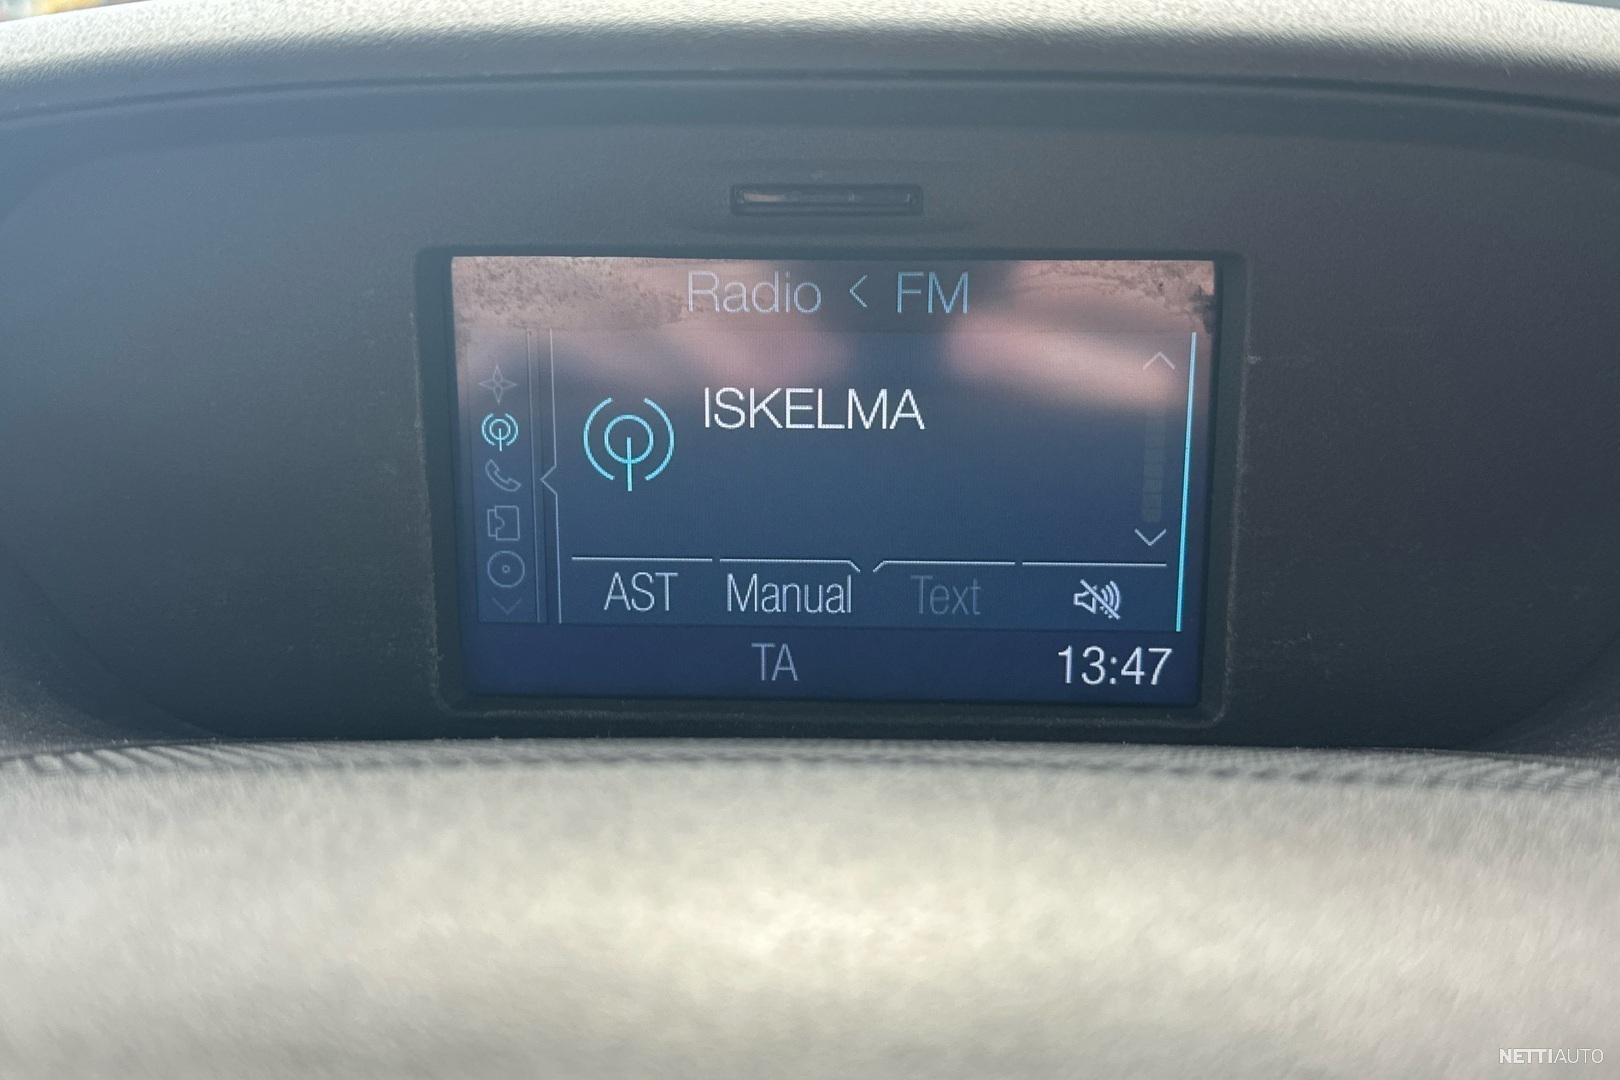 Radio < FM
ISKELMA
AST Manual Text
TA 13:47
NETTIAUTO